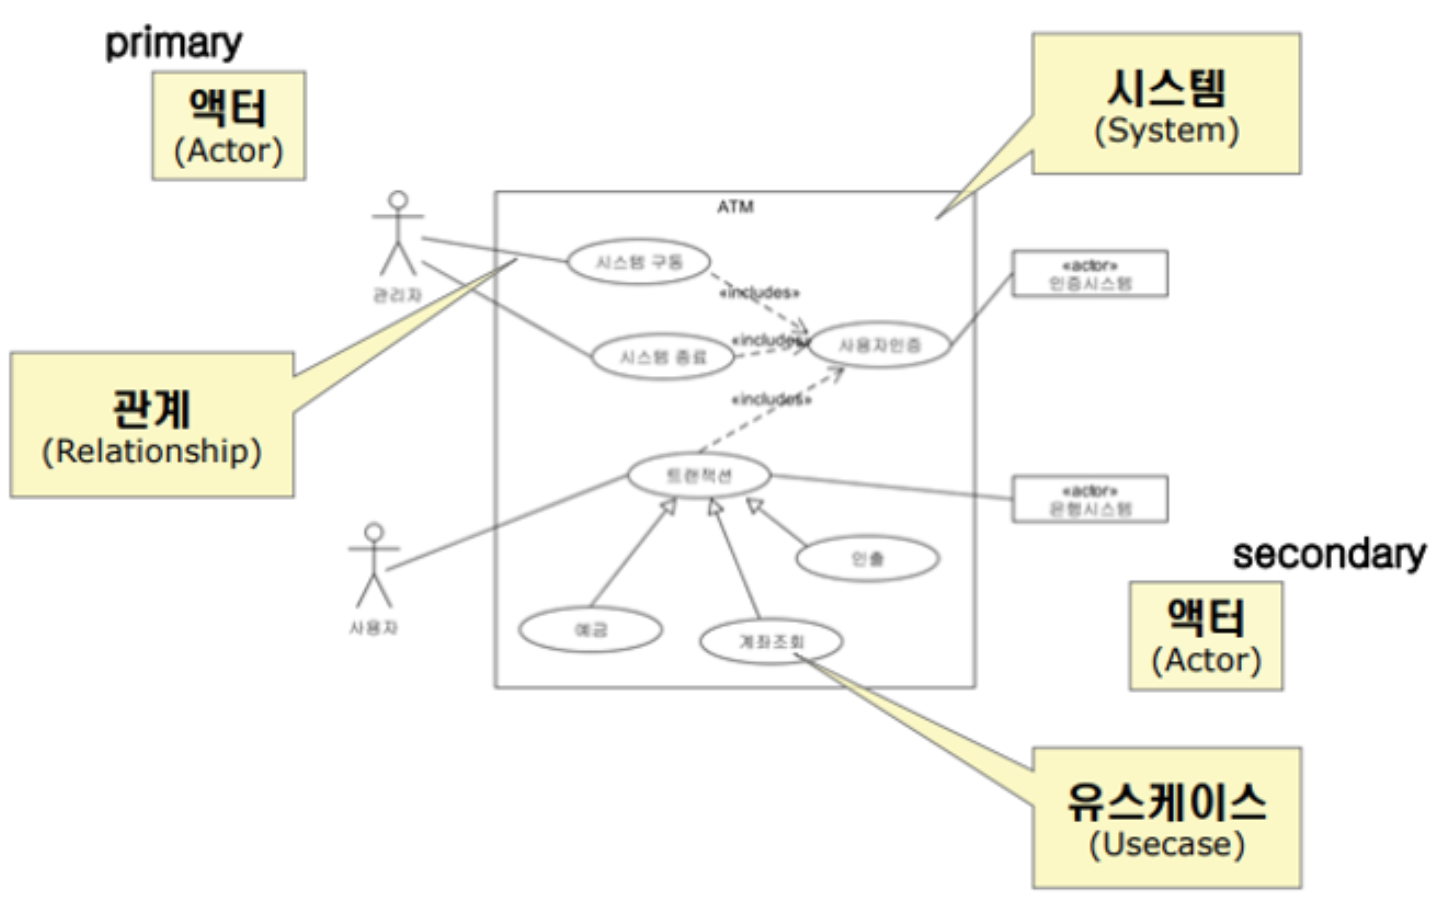 primary
액터
(Actor)
시스템
(System)
ATM
관리자
시스템 구동
«includes»
«actor»
인증시스템
시스템 종료
«includes»
사용자인증
관계
(Relationship)
«includes»
트랜잭션
«actor»
은행시스템
사용자
인출
예금
계좌조회
secondary
액터
(Actor)
유스케이스
(Usecase)